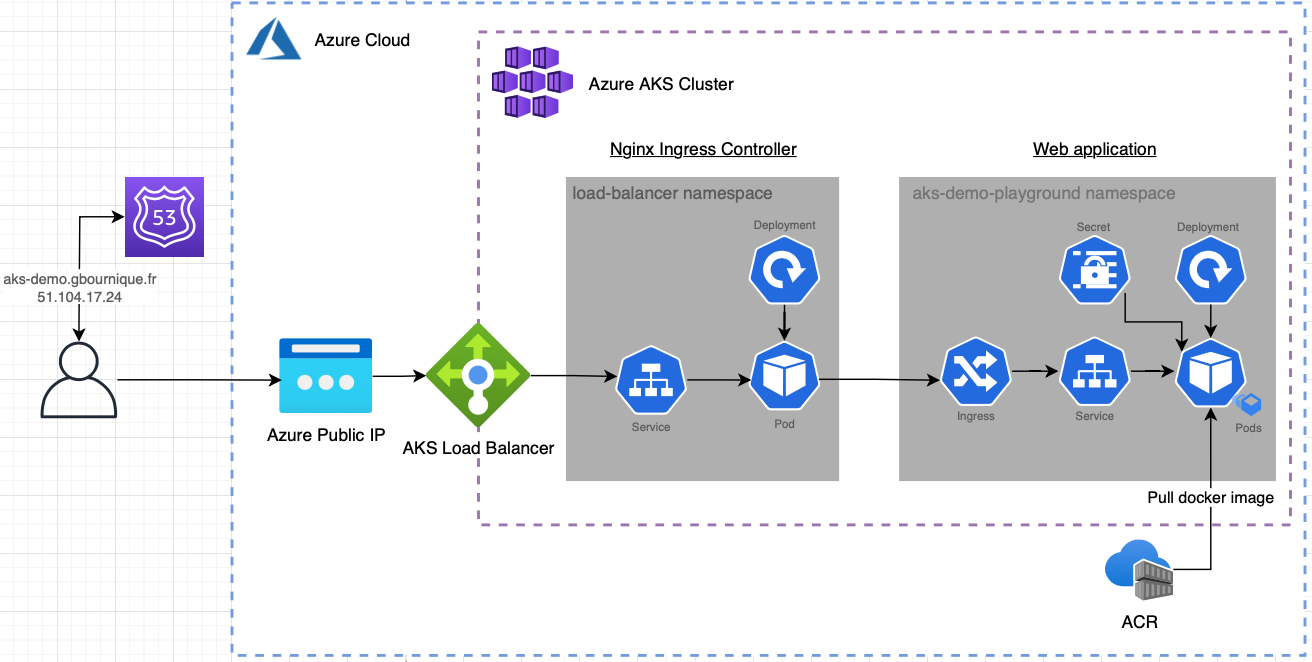 Azure Cloud
Azure AKS Cluster
Nginx Ingress Controller
Web application
load-balancer namespace
aks-demo-playground namespace
53
Deployment
Secret
Deployment
aks-demo.gbournique.fr
51.104.17.24
Azure Public IP
AKS Load Balancer
Service
Pod
Ingress
Service
Pods
Pull docker image
ACR